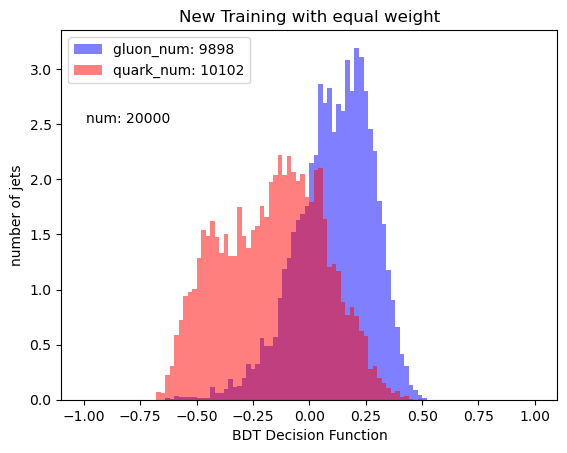 New Training with equal weight
gluon_num: 9898
quark_num: 10102
num: 20000
number of jets
3.0
2.5
2.0
1.5
1.0
0.5
0.0
−1.00 −0.75 −0.50 −0.25 0.00 0.25 0.50 0.75 1.00
BDT Decision Function